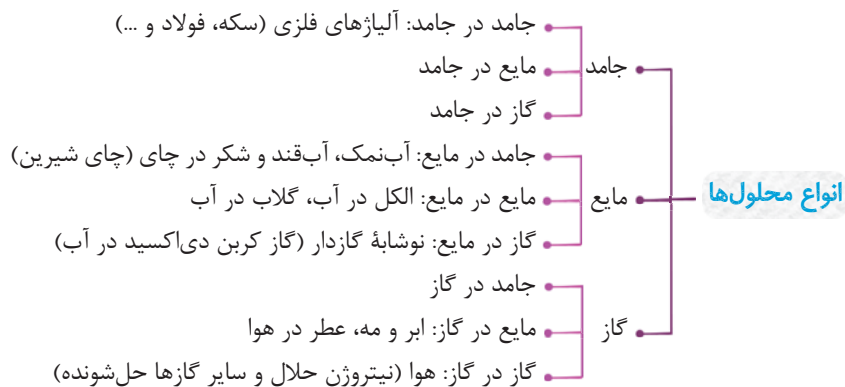 انواع محلول‌ها
جامد
جامد در جامد: آلیاژهای فلزی (سکه، فولاد و ...)
مایع در جامد
گاز در جامد
مایع
جامد در مایع: آب‌نمک، آب‌قند و شکر در چای (چای شیرین)
مایع در مایع: الکل در آب، گلاب در آب
گاز در مایع: نوشابهٔ گازدار (گاز کربن دی‌اکسید در آب)
گاز
جامد در گاز
مایع در گاز: ابر و مه، عطر در هوا
گاز در گاز: هوا (نیتروژن حلال و سایر گازها حل‌شونده)